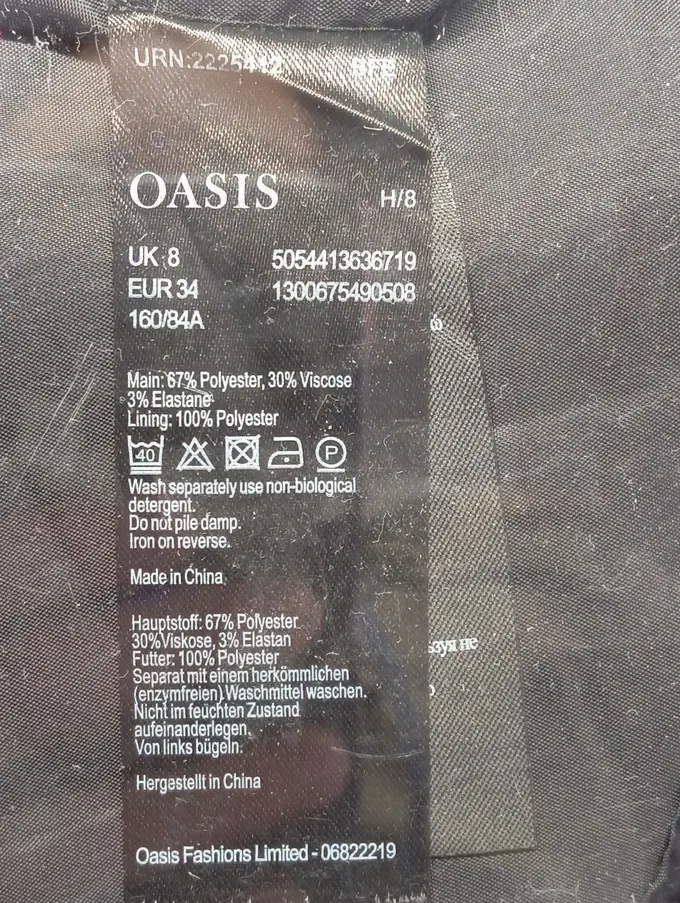 OASIS
H/8
UK 8 5054413636719
EUR 34 1300675490508
160/84A
Main: 67% Polyester, 30% Viscose
3% Elastane
Lining: 100% Polyester
40 P
Wash separately use non-biological
detergent.
Do not pile damp.
Iron on reverse.
Made in China
Hauptstoff: 67% Polyester
30%Viskose, 3% Elastan
Futter: 100% Polyester
Separat mit einem herkömmlichen
(enzymfreien) Waschmittel waschen.
Nicht im feuchten Zustand
aufeinanderlegen.
Von links bügeln.
Hergestellt in China
Oasis Fashions Limited - 06822219
не